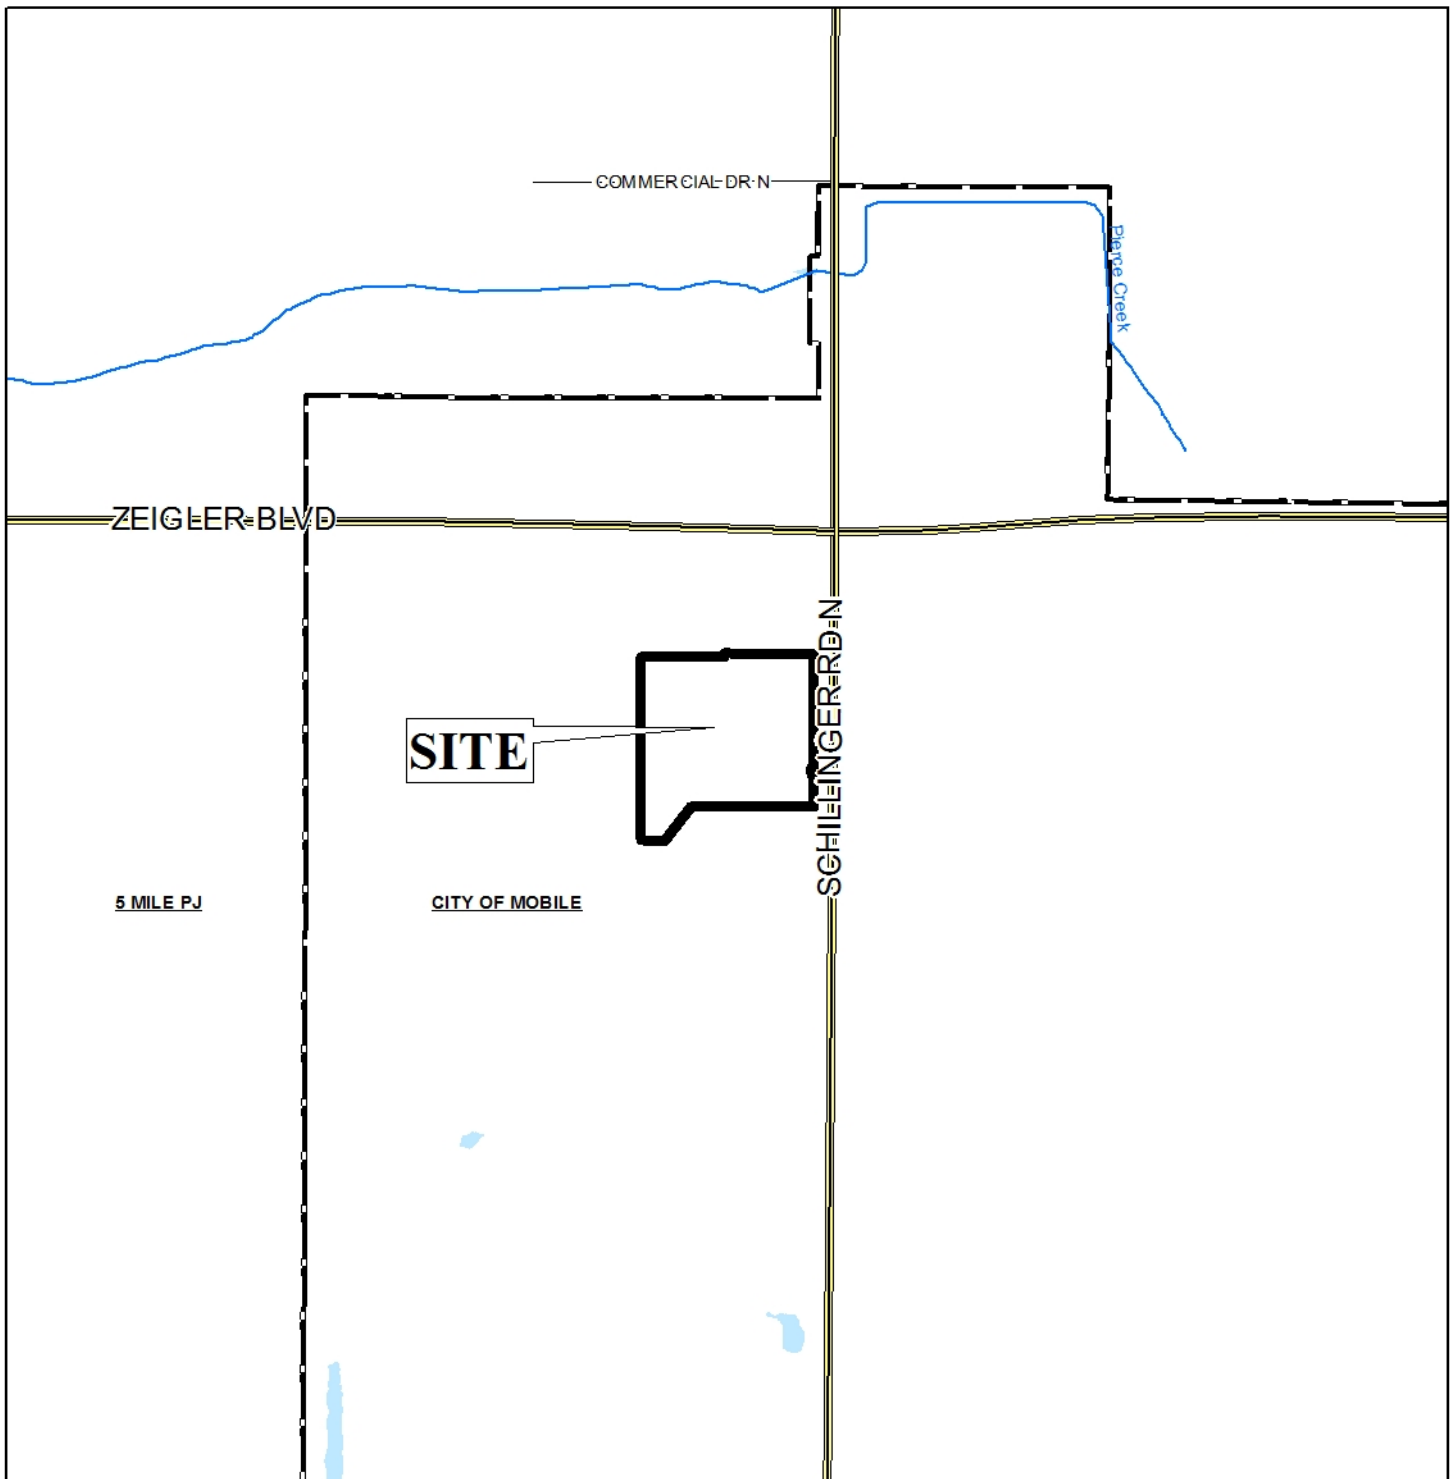 COMMERCIAL DR N
Pierce Creek
ZEIGLER BLVD
SCHILLINGER RD N
SITE
5 MILE PJ
CITY OF MOBILE